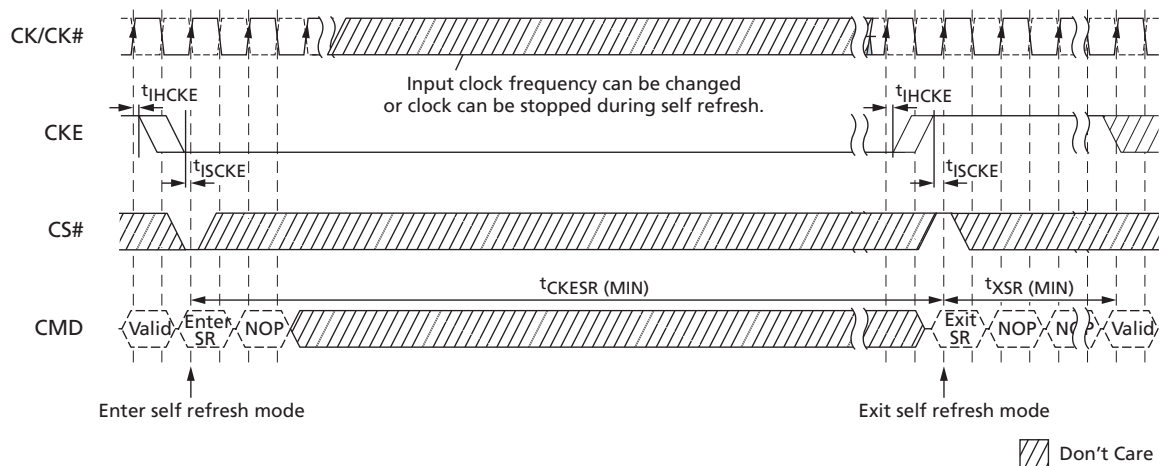 CK/CK#
Input clock frequency can be changed
or clock can be stopped during self refresh.
tIHCKE
tIHCKE
CKE
tISCKE
tISCKE
CS#
tCKESR (MIN)
tXSR (MIN)
CMD
Valid
Enter SR
NOP
Exit SR
NOP
NOP
Valid
Enter self refresh mode
Exit self refresh mode
Don't Care